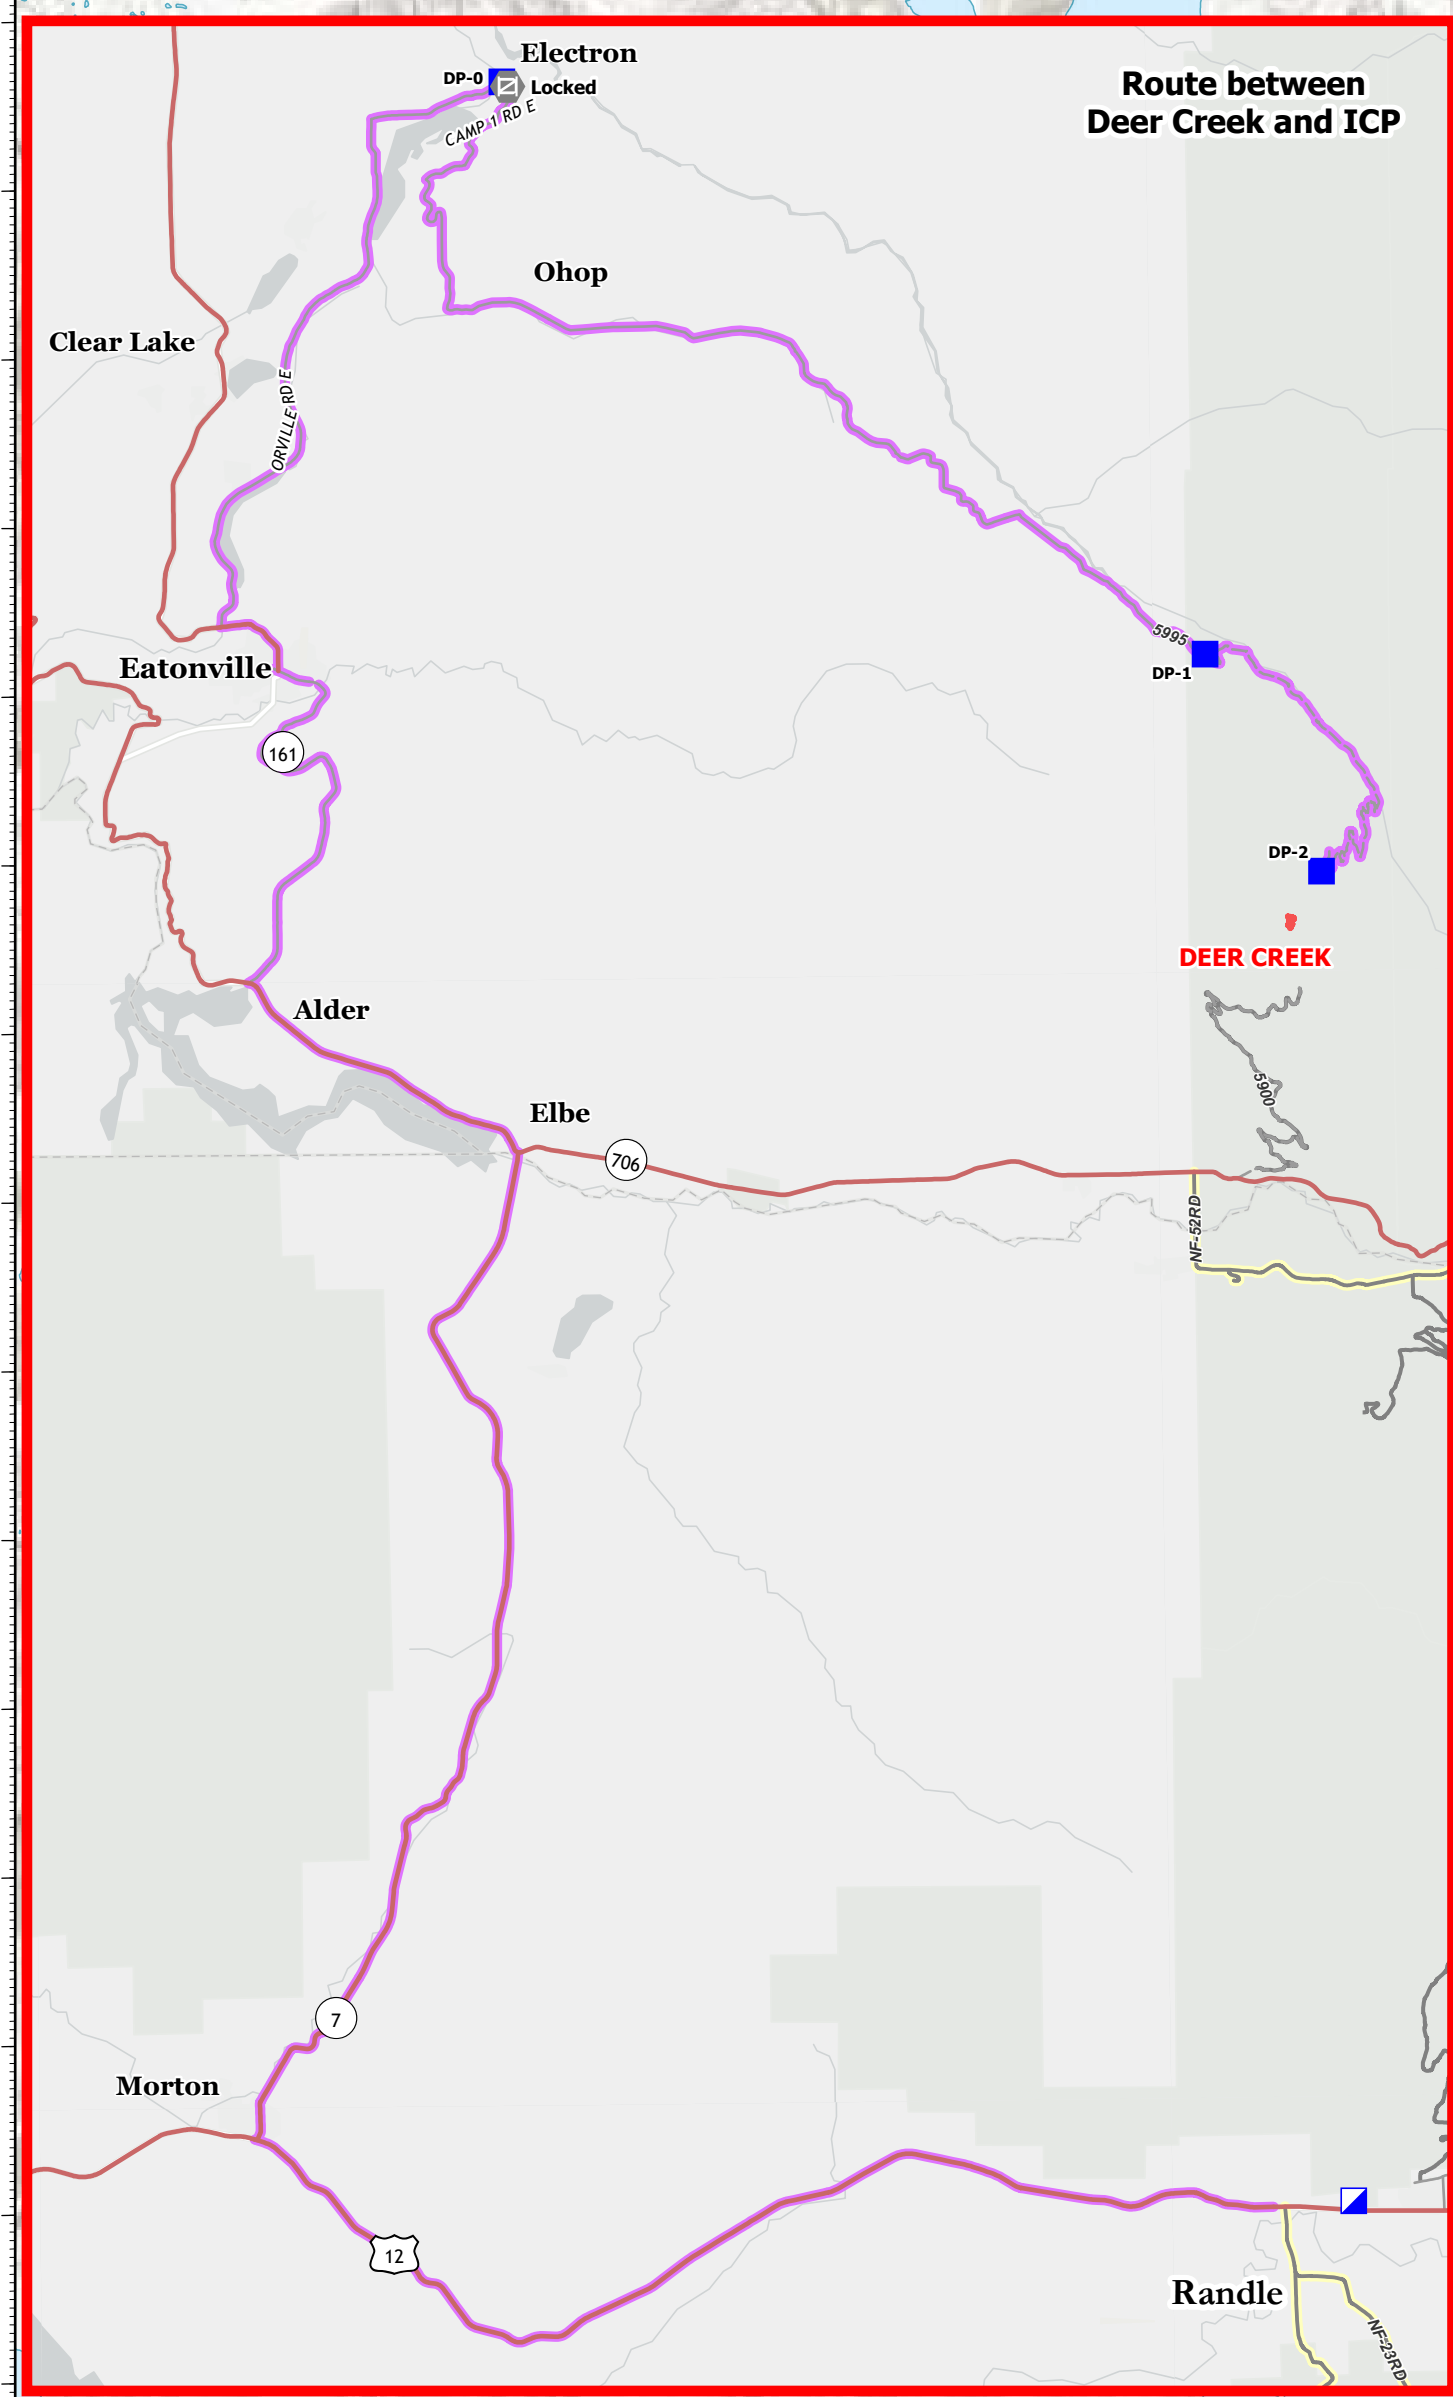 Electron
DP-0
Locked
CAMP 1 RD E
Route between
Deer Creek and ICP
Ohop
Clear Lake
ORVILLE RD E
5995
DP-1
Eatonville
161
DP-2
DEER CREEK
Alder
5900
Elbe
706
NF-52RD
7
Morton
12
Randle
NF-23RD